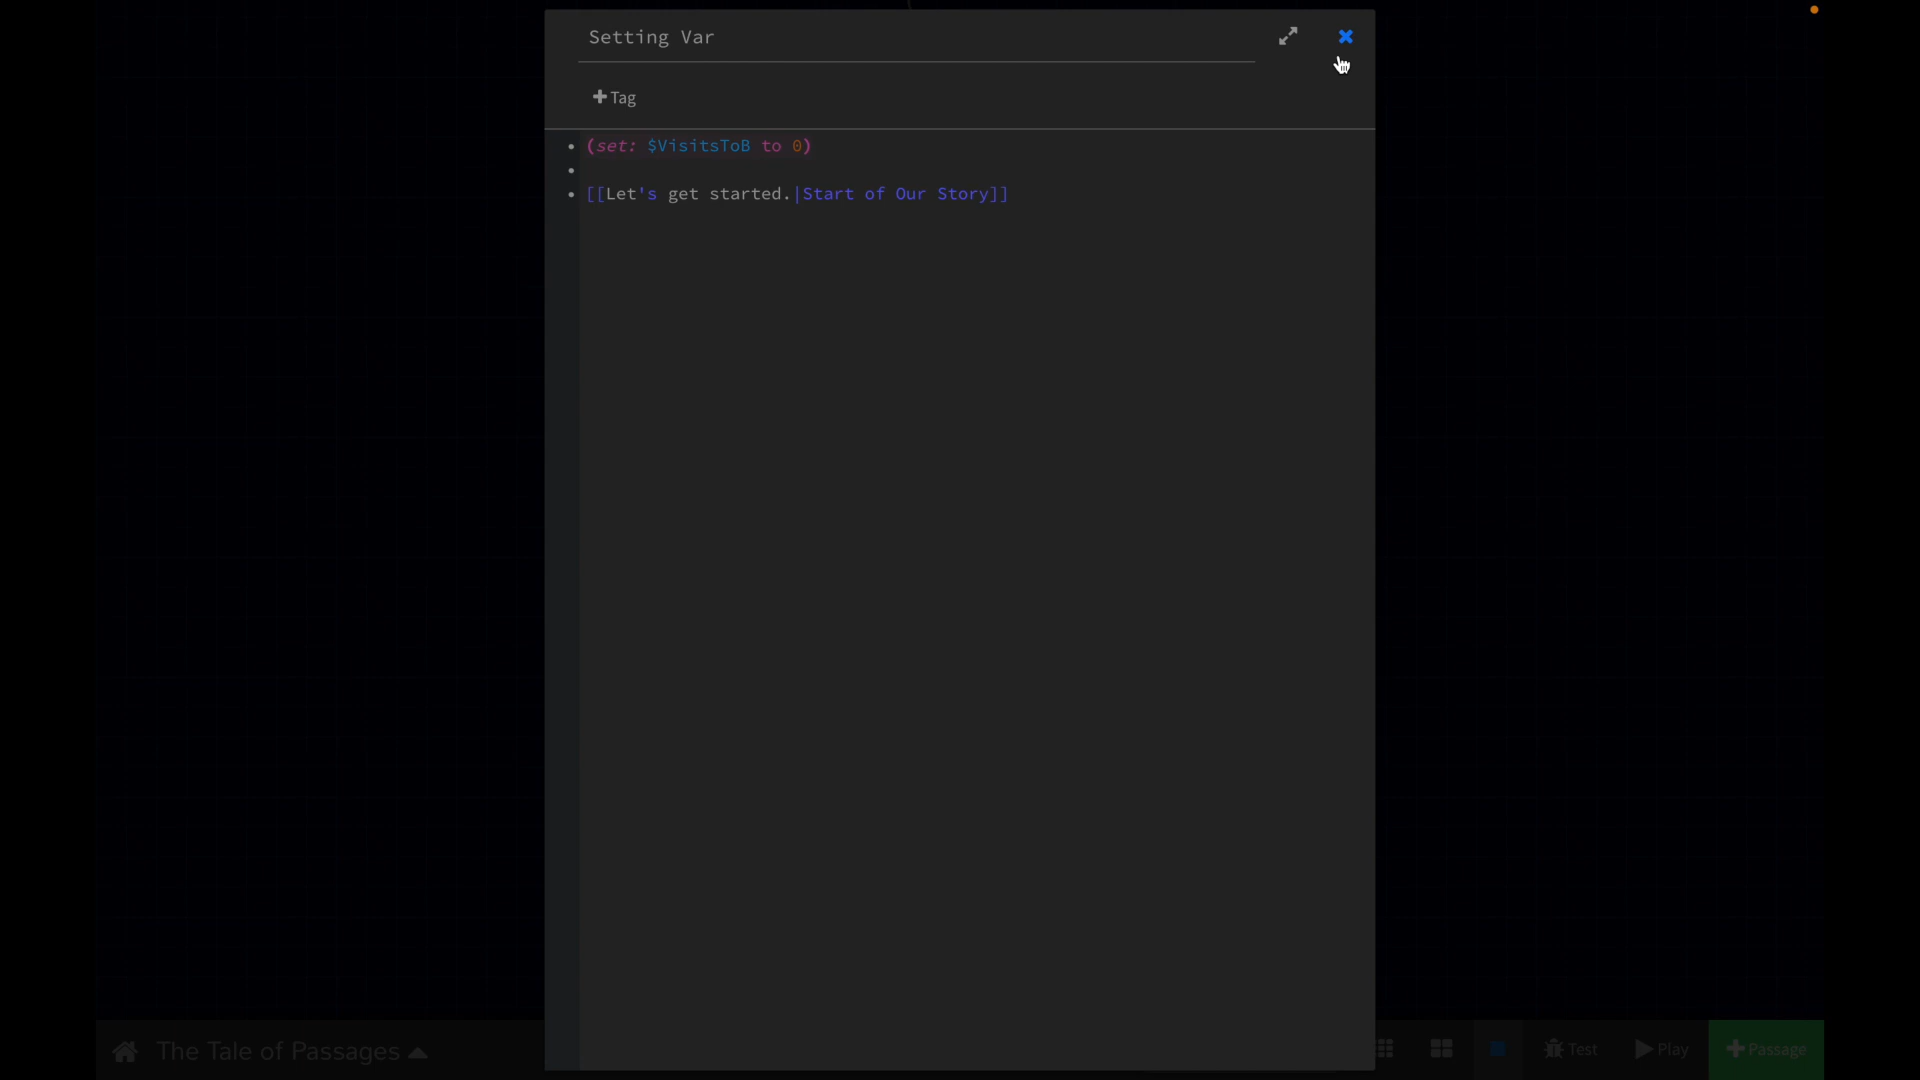 Setting Var
Tag
(set: $VisitsToB to 0)
[[Let's get started.|Start of Our Story]]
The Tale of Passages
Test
Play
Passage